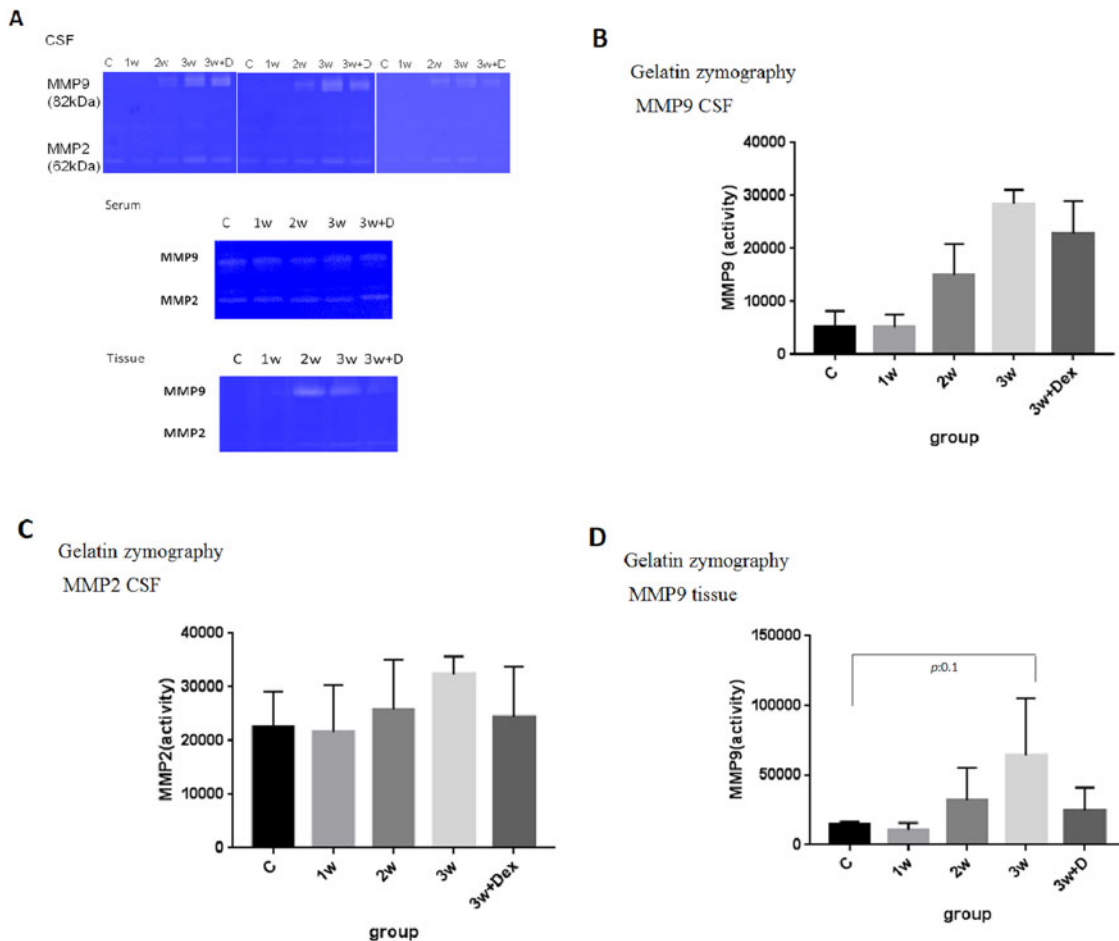 A
CSF
C 1w 2w 3w 3w+D C 1w 2w 3w 3w+D C 1w 2w 3w 3w+D
MMP9
(82kDa)
MMP2
(62kDa)
Serum
C 1w 2w 3w 3w+D
MMP9
MMP2
Tissue
C 1w 2w 3w 3w+D
MMP9
MMP2
B
Gelatin zymography
MMP9 CSF
MMP9 (activity)
40000
30000
20000
10000
0
C 1w 2w 3w 3w+Dex
group
C
Gelatin zymography
MMP2 CSF
MMP2(activity)
40000
30000
20000
10000
0
C 1w 2w 3w 3w+Dex
group
D
Gelatin zymography
MMP9 tissue
MMP9(activity)
150000
100000
50000
0
p:0.1
C 1w 2w 3w 3w+D
group